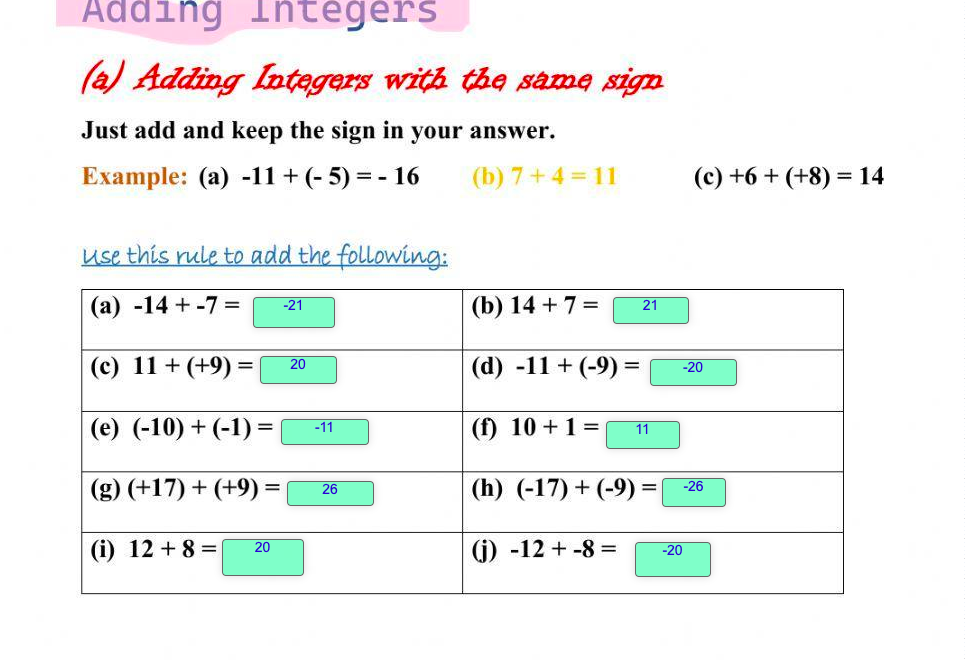 Adding Integers
(a) Adding Integers with the same sign
Just add and keep the sign in your answer.
Example: (a) -11 + (- 5) = - 16 (b) 7 + 4 = 11 (c) +6 + (+8) = 14
Use this rule to add the following:
(a) -14 + -7 = -21 (b) 14 + 7 = 21
(c) 11 + (+9) = 20 (d) -11 + (-9) = -20
(e) (-10) + (-1) = -11 (f) 10 + 1 = 11
(g) (+17) + (+9) = 26 (h) (-17) + (-9) = -26
(i) 12 + 8 = 20 (j) -12 + -8 = -20